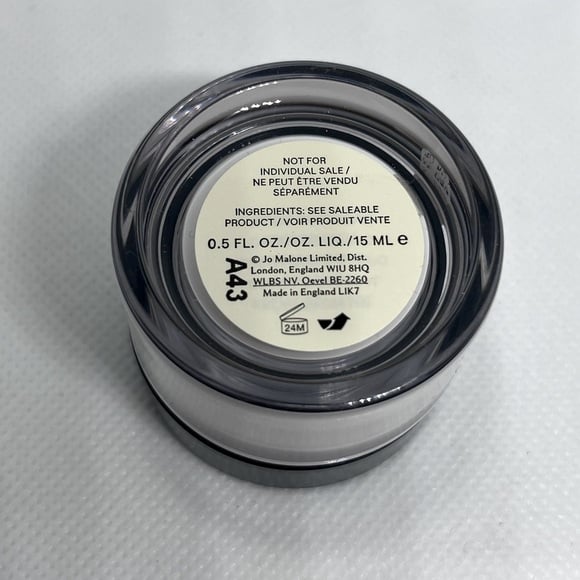 NOT FOR
INDIVIDUAL SALE /
NE PEUT ÊTRE VENDU
SÉPARÉMENT
INGREDIENTS: SEE SALEABLE
PRODUCT / VOIR PRODUIT VENTE
0.5 FL. OZ./OZ. LIQ./15 ML e
© Jo Malone Limited, Dist.
London, England W1U 8HQ
WLBS NV, Oevel BE-2260
Made in England L1K7
A43
24M